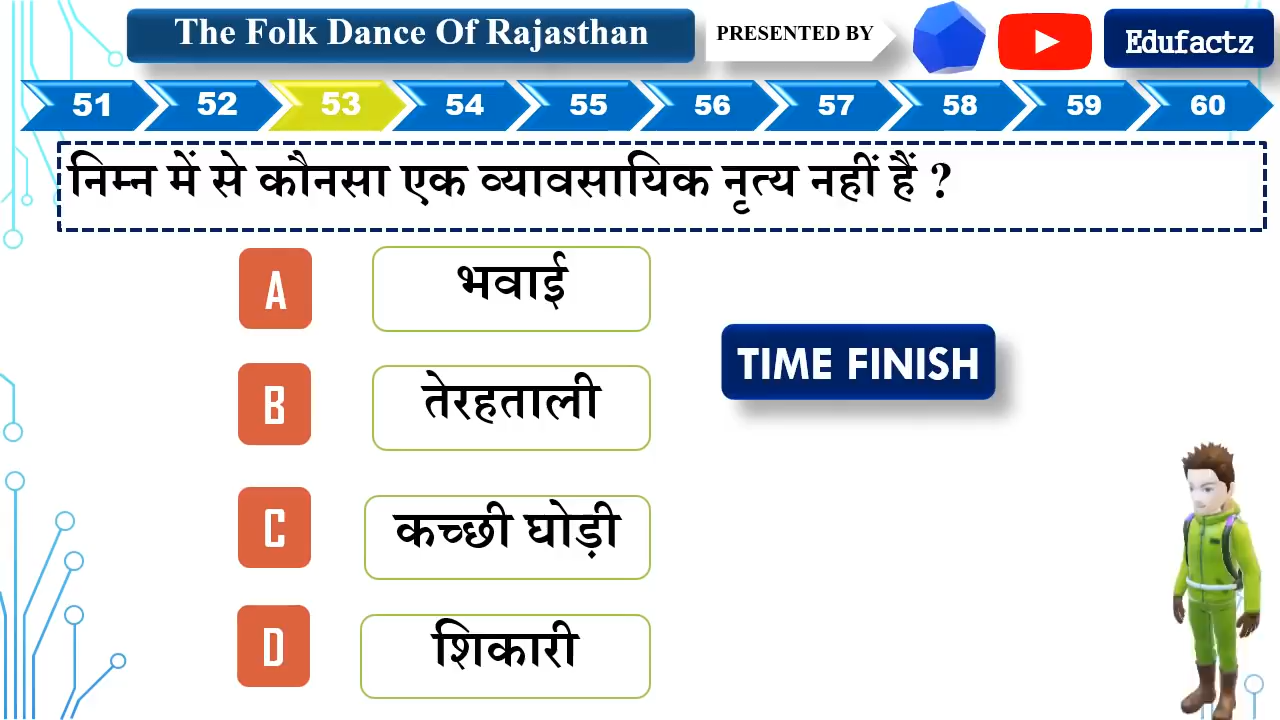 The Folk Dance Of Rajasthan
PRESENTED BY
Edufactz
51 52 53 54 55 56 57 58 59 60
निम्न में से कौनसा एक व्यावसायिक नृत्य नहीं हैं ?
A भवाई
TIME FINISH
B तेरहताली
C कच्छी घोड़ी
D शिकारी